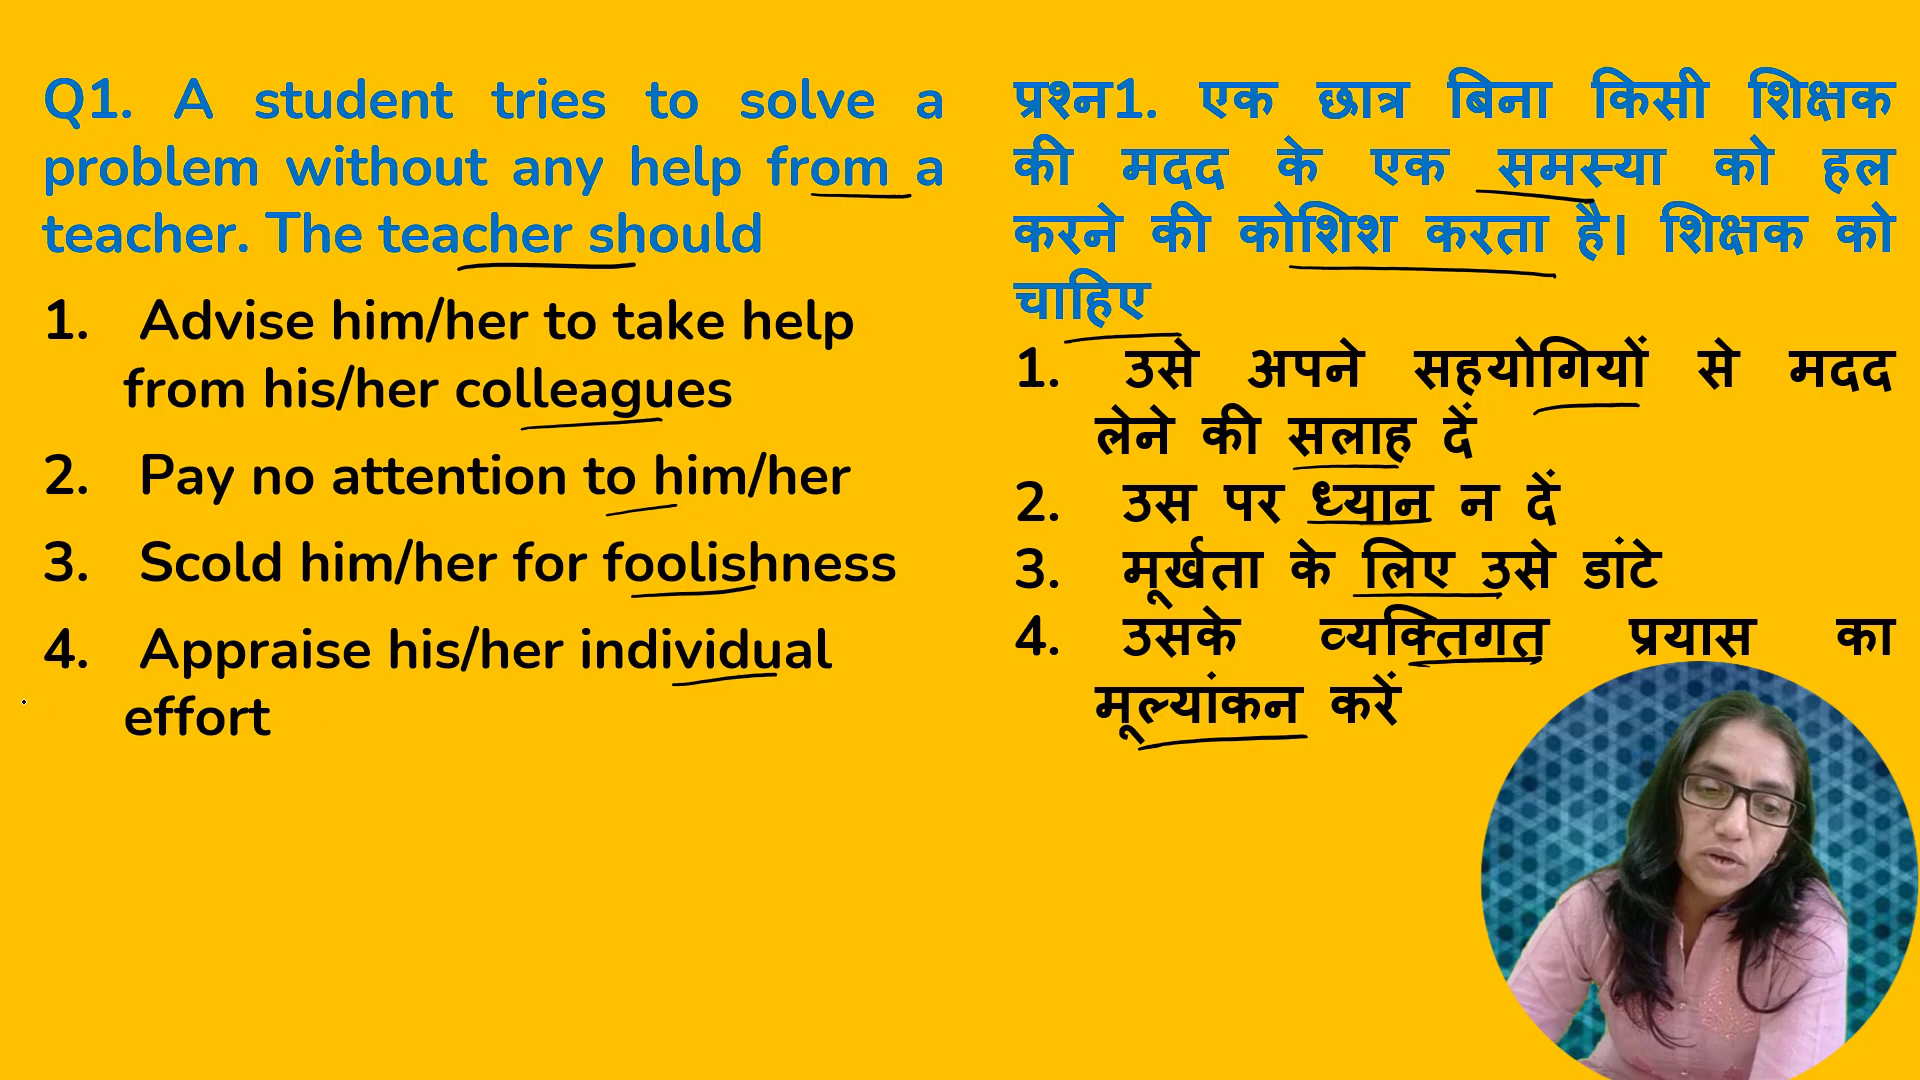 Q1. A student tries to solve a
problem without any help from a
teacher. The teacher should
1. Advise him/her to take help
from his/her colleagues
2. Pay no attention to him/her
3. Scold him/her for foolishness
4. Appraise his/her individual
effort
प्रश्न1. एक छात्र बिना किसी शिक्षक
की मदद के एक समस्या को हल
करने की कोशिश करता है। शिक्षक को
चाहिए
1. उसे अपने सहयोगियों से मदद
लेने की सलाह दें
2. उस पर ध्यान न दें
3. मूर्खता के लिए उसे डांटे
4. उसके व्यक्तिगत प्रयास का
मूल्यांकन करें